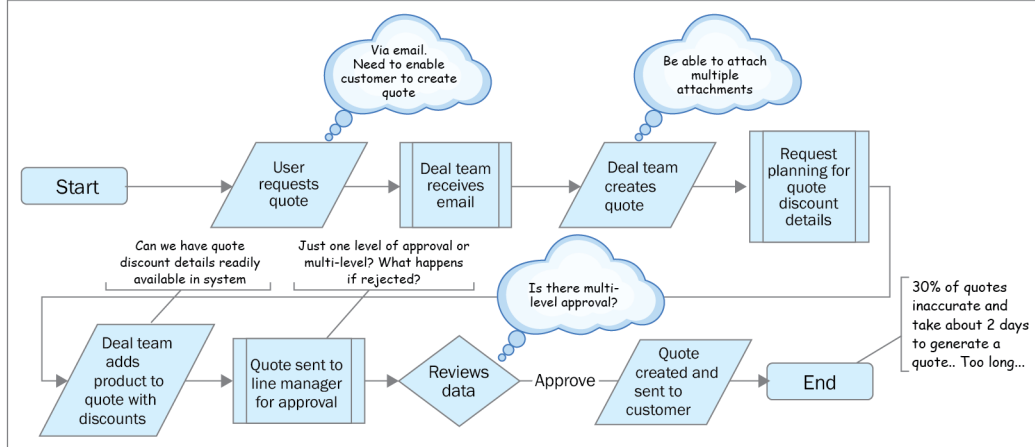 Via email.
Need to enable
customer to create
quote
Be able to attach
multiple
attachments
Start
User
requests
quote
Deal team
receives
email
Deal team
creates
quote
Request
planning for
quote
discount
details
Can we have quote
discount details readily
available in system
Just one level of approval or
multi-level? What happens
if rejected?
Is there multi-
level approval?
30% of quotes
inaccurate and
take about 2 days
to generate a
quote.. Too long...
Deal team
adds
product to
quote with
discounts
Quote sent to
line manager
for approval
Reviews
data
Approve
Quote
created and
sent to
customer
End